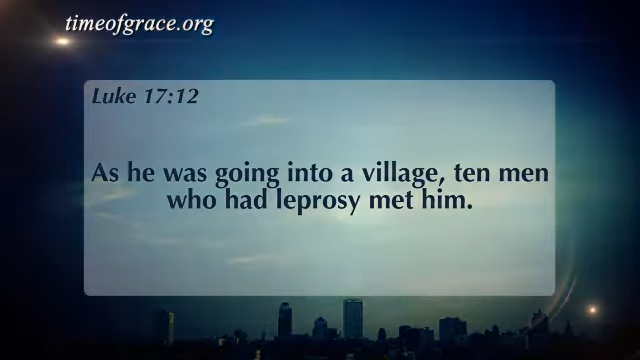 timeofgrace.org
Luke 17:12
As he was going into a village, ten men
who had leprosy met him.